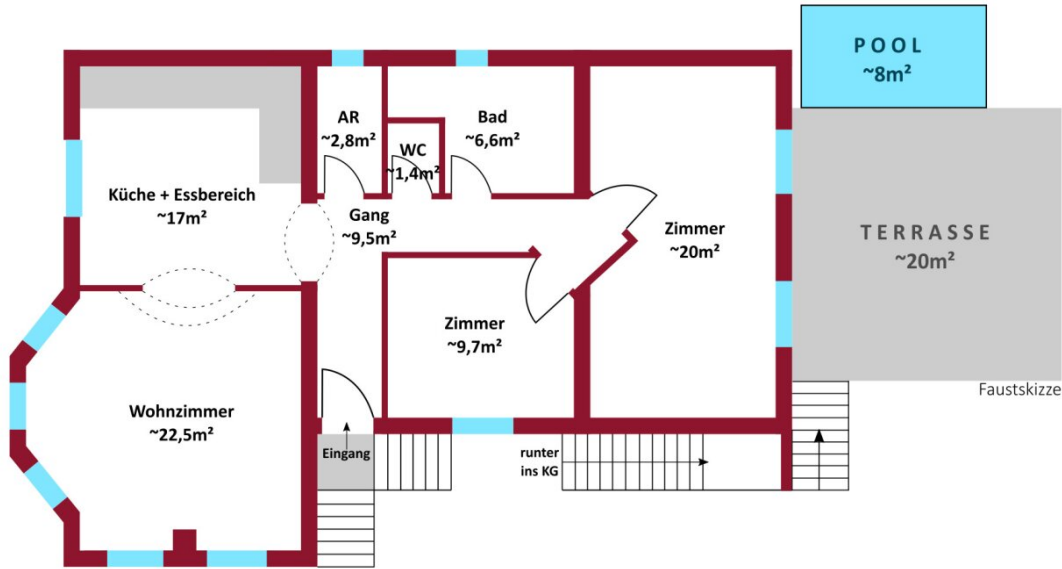 POOL
~8m²
AR
~2,8m²
Bad
~6,6m²
WC
~1,4m²
Küche + Essbereich
~17m²
Gang
~9,5m²
Zimmer
~20m²
TERRASSE
~20m²
Zimmer
~9,7m²
Faustskizze
Wohnzimmer
~22,5m²
Eingang
runter
ins KG